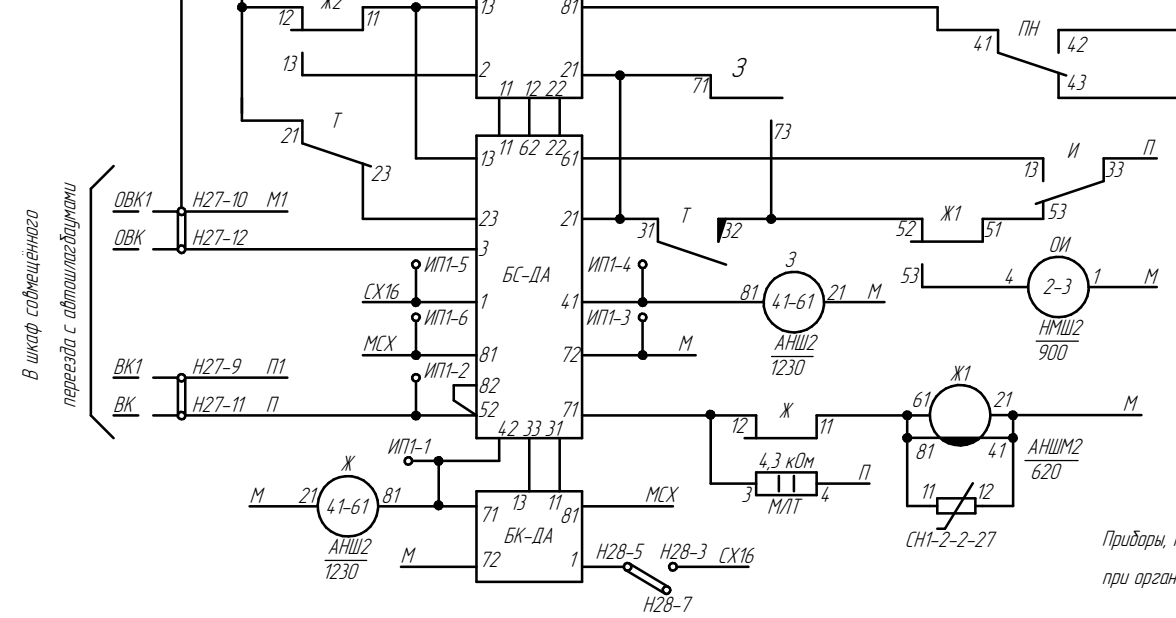 12 Ж2 11
13 81
13 2 21
71 З
41 ПН 42
43
11 12 22
21 Т 23
11 62 22
13 61
73
13 И 33 П
53
ОВК1 Н27-10 М1
ОВК Н27-12
23 21
3
31 Т 32
52 Ж1 51
53
ОИ
4 2-3 1 М
НМШ2
900
БС-ДА
ИП1-5
СХ16
1
ИП1-6
МСХ
81
ИП1-4
41
ИП1-3
72 М
З
81 41-61 21 М
АНШ2
1230
В шкаф совмещённого
переезда с автошлагбаумами
ВК1 Н27-9 П1
ВК Н27-11 П
ИП1-2
82
52
71
12 Ж 11
4,3 кОм
3 МЛТ 4
П
Ж1
61 21 М
81 41
АНШМ2
620
11 12
СН1-2-2-27
42 33 31
ИП1-1
Ж
М 21 41-61 81
АНШ2
1230
13 11
71 81 МСХ
БК-ДА
М 72 1
Н28-5 Н28-3 СХ16
Н28-7
Приборы,
при орган